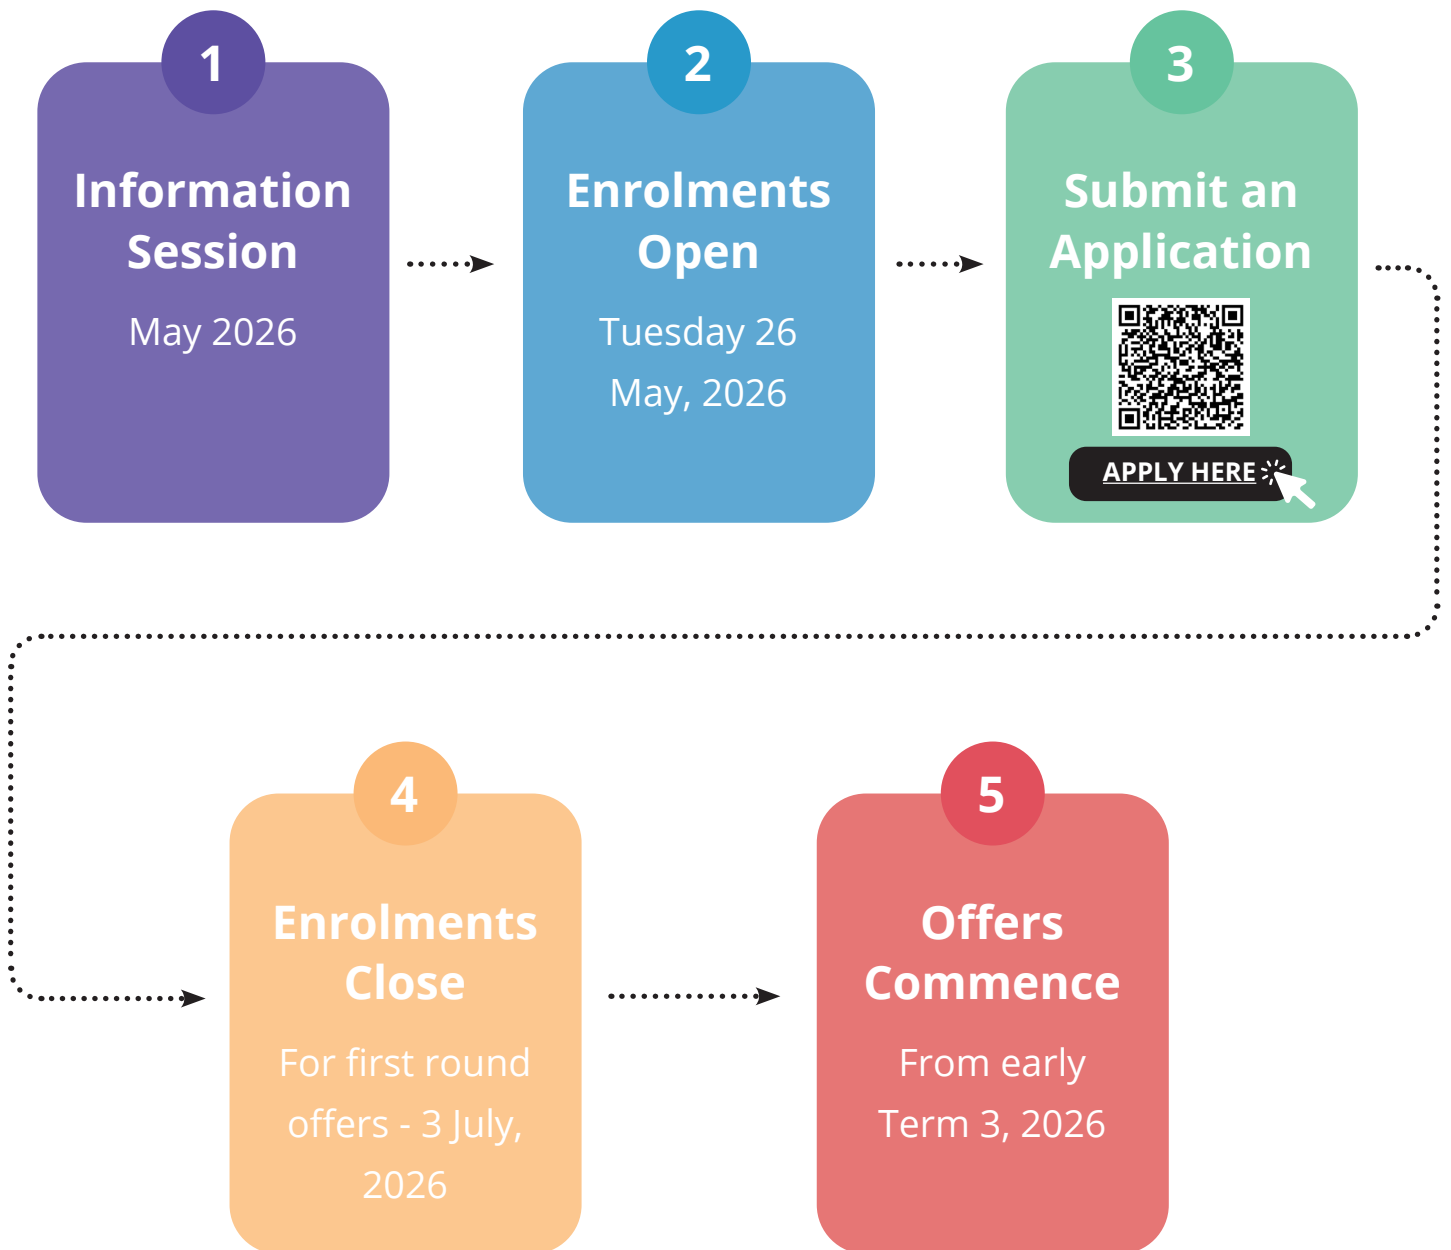 1
Information
Session
May 2026
2
Enrolments
Open
Tuesday 26
May, 2026
3
Submit an
Application
APPLY HERE
4
Enrolments
Close
For first round
offers - 3 July,
2026
5
Offers
Commence
From early
Term 3, 2026